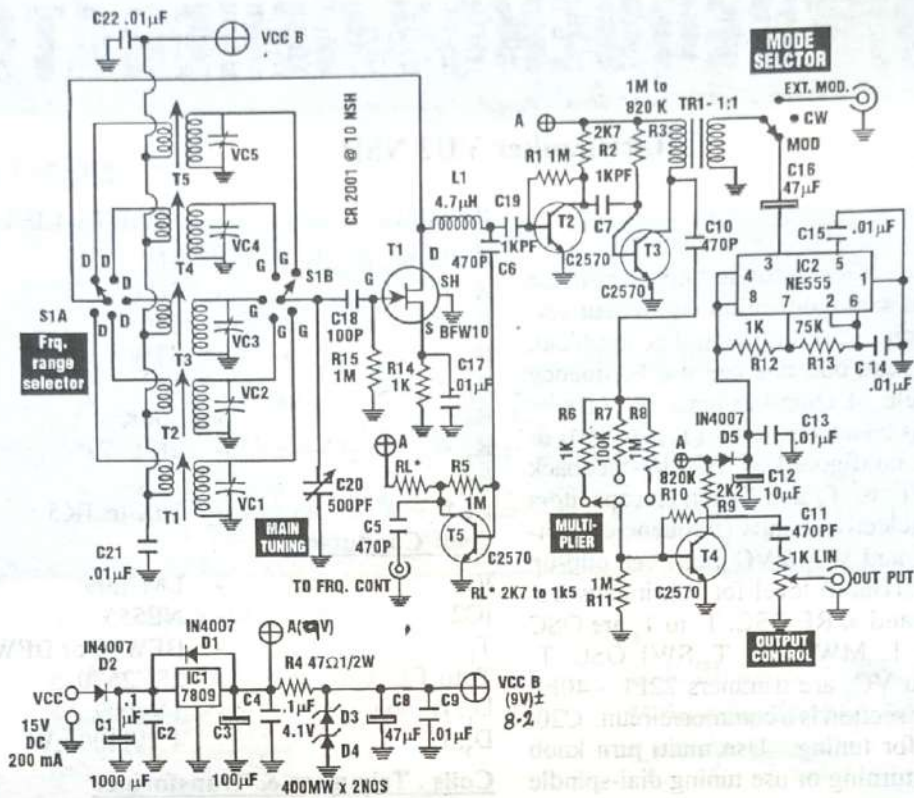 C22 .01µF
VCC B
MODE
SELCTOR
EXT. MOD.
CW
MOD
1M to
820 K
TR1- 1:1
A
2K7
R2
R3
R1 1M
1KPF
C16
47µF
VC5
T5
CR 2001 @ 10 NSH
L1
4.7µH
C19
1KPF
T2
C7
T3
C10
470P
C15
.01µF
VC4
T4
D
D
D
D
D
D
S1A
G
G
G
G
G
G
S1B
T1
D
G
SH
S
BFW10
470P
C6
C2570
C2570
3
5
IC2
NE555
4
8
7
2
6
1
Frq.
range
selector
VC3
T3
C18
100P
R15
1M
R14
1K
C17
.01µF
1K
R12
75K
R13
C14
.01µF
VC2
T2
R6
1M
R7
100K
R8
1M
IN4007
D5
C13
.01µF
A
RL*
R5
1M
A
820K
R10
2K2
R9
C12
10µF
VC1
T1
C20
500PF
MAIN
TUNING
C5
470P
T5
C2570
MULTI-
PLIER
C11
470PF
1K LIN
T4
C2570
OUT PUT
C21
.01µF
TO FRQ. CONT
RL* 2K7 to 1k5
1M
R11
OUTPUT
CONTROL
IN4007
D1
IN4007
D2
A(+9V)
VCC
IC1
7809
R4 47Ω1/2W
VCC B
(9V)±
8-2
15V
DC
200 mA
C1
1000 µF
.1
µF
C2
C3
100µF
C4
.1µF
4.1V
D3
D4
400MW x 2NOS
C8
47µF
C9
.01µF